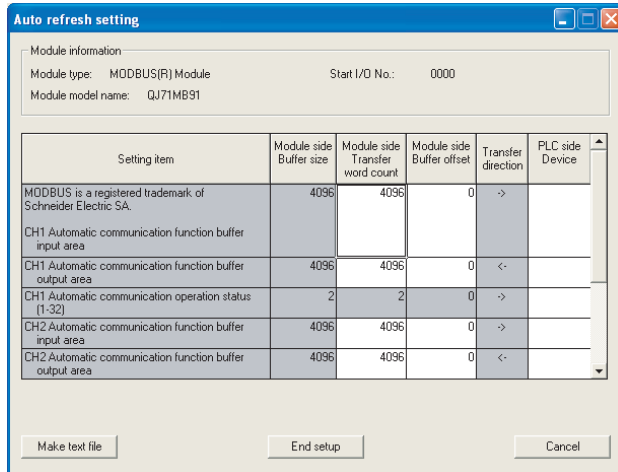 Auto refresh setting
Module information
Module type: MODBUS(R) Module Start I/O No.: 0000
Module model name: QJ71MB91
Setting item Module side Buffer size Module side Transfer word count Module side Buffer offset Transfer direction PLC side Device
MODBUS is a registered trademark of 4096 4096 0 ->
Schneider Electric SA.
CH1 Automatic communication function buffer
input area
CH1 Automatic communication function buffer 4096 4096 0 <-
output area
CH1 Automatic communication operation status 2 2 0 ->
(1-32)
CH2 Automatic communication function buffer 4096 4096 0 ->
input area
CH2 Automatic communication function buffer 4096 4096 0 <-
output area
Make text file End setup Cancel